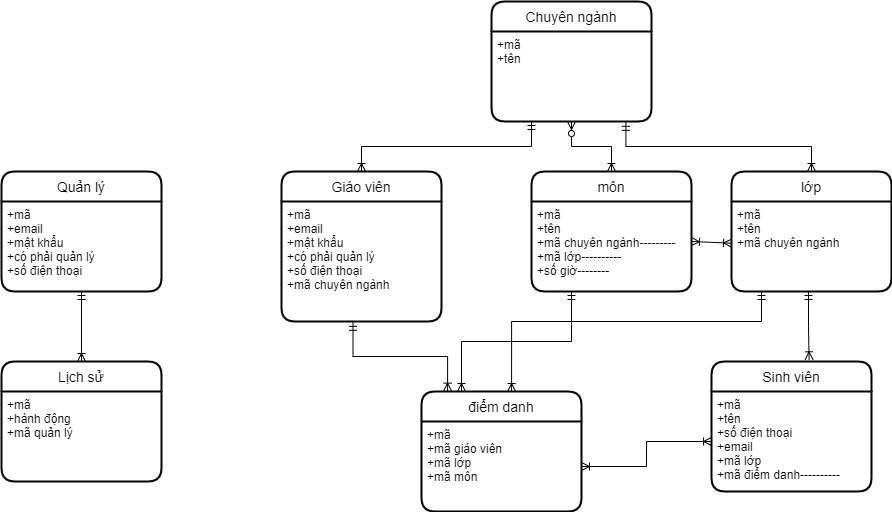 Chuyên ngành
+mã
+tên
Quản lý
+mã
+email
+mật khẩu
+có phải quản lý
+số điện thoại
Giáo viên
+mã
+email
+mật khẩu
+có phải quản lý
+số điện thoại
+mã chuyên ngành
môn
+mã
+tên
+mã chuyên ngành---------
+mã lớp----------
+số giờ--------
lớp
+mã
+tên
+mã chuyên ngành
Lịch sử
+mã
+hành động
+mã quản lý
điểm danh
+mã
+mã giáo viên
+mã lớp
+mã môn
Sinh viên
+mã
+tên
+số điện thoại
+email
+mã lớp
+mã điểm danh----------